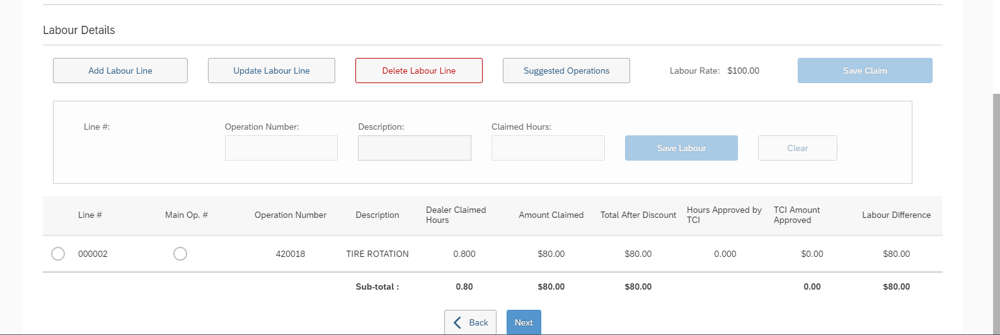 Labour Details
Add Labour Line Update Labour Line Delete Labour Line Suggested Operations Labour Rate: $100.00 Save Claim
Line #: Operation Number: Description: Claimed Hours:
Save Labour Clear
Line # Main Op. # Operation Number Description Dealer Claimed Hours Amount Claimed Total After Discount Hours Approved by TCI TCI Amount Approved Labour Difference
000002 420018 TIRE ROTATION 0.800 $80.00 $80.00 0.000 $0.00 $80.00
Sub-total : 0.80 $80.00 $80.00 0.00 $80.00
Back Next